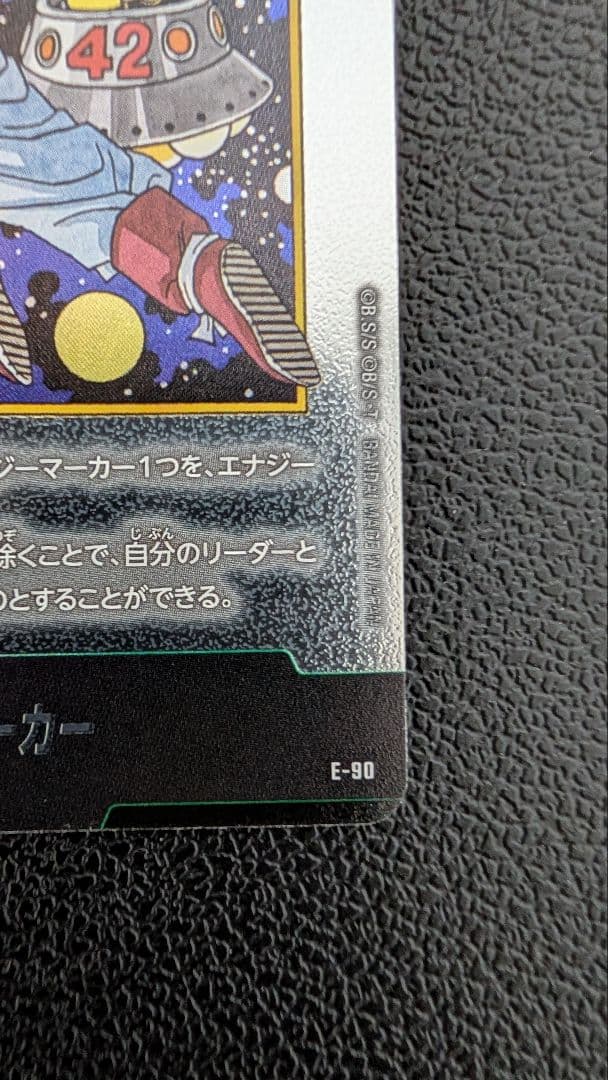 42
©B.S/S ©B/S・T BANDAI MADE IN JAPAN
ジーマーカー1つを、エナジー
除くことで、自分のリーダーと
のとすることができる。
ーカー
E-90